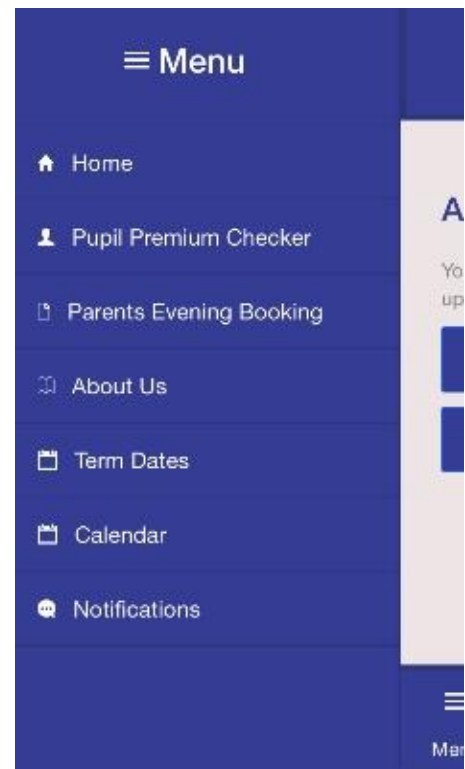 Menu
Home
Pupil Premium Checker
Parents Evening Booking
About Us
Term Dates
Calendar
Notifications